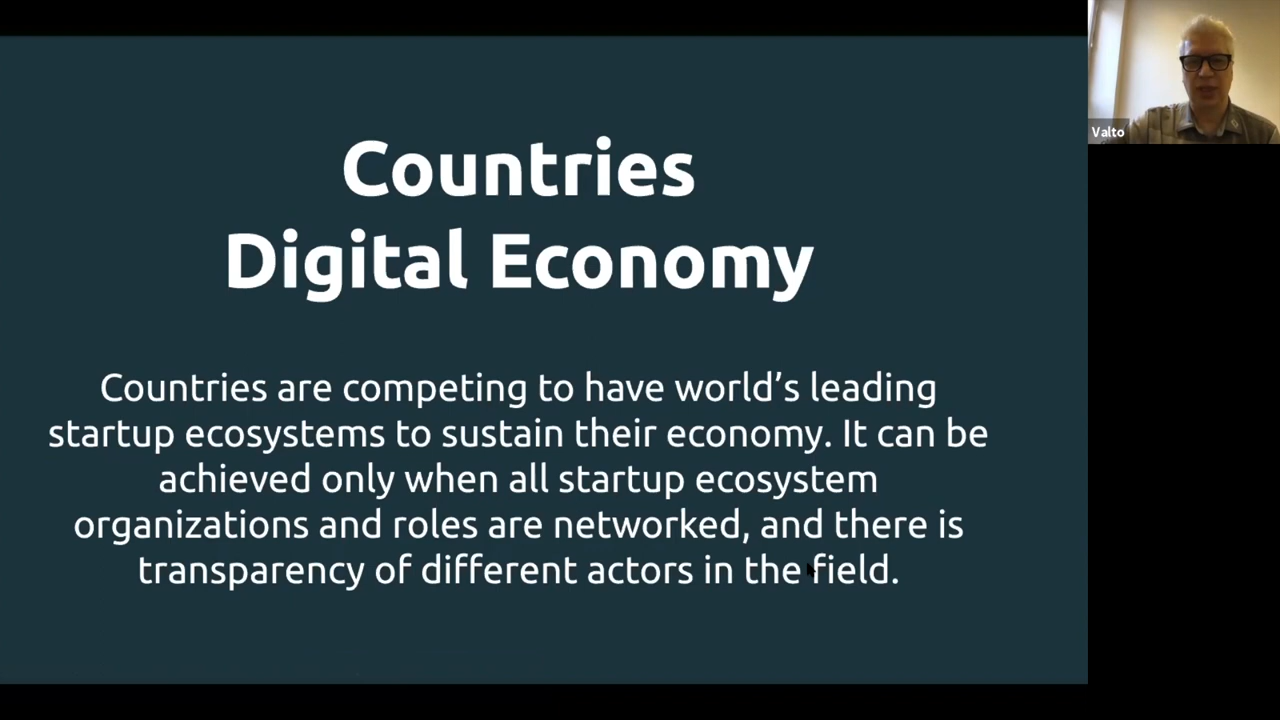 Countries
Digital Economy
Countries are competing to have world’s leading
startup ecosystems to sustain their economy. It can be
achieved only when all startup ecosystem
organizations and roles are networked, and there is
transparency of different actors in the field.
Valto